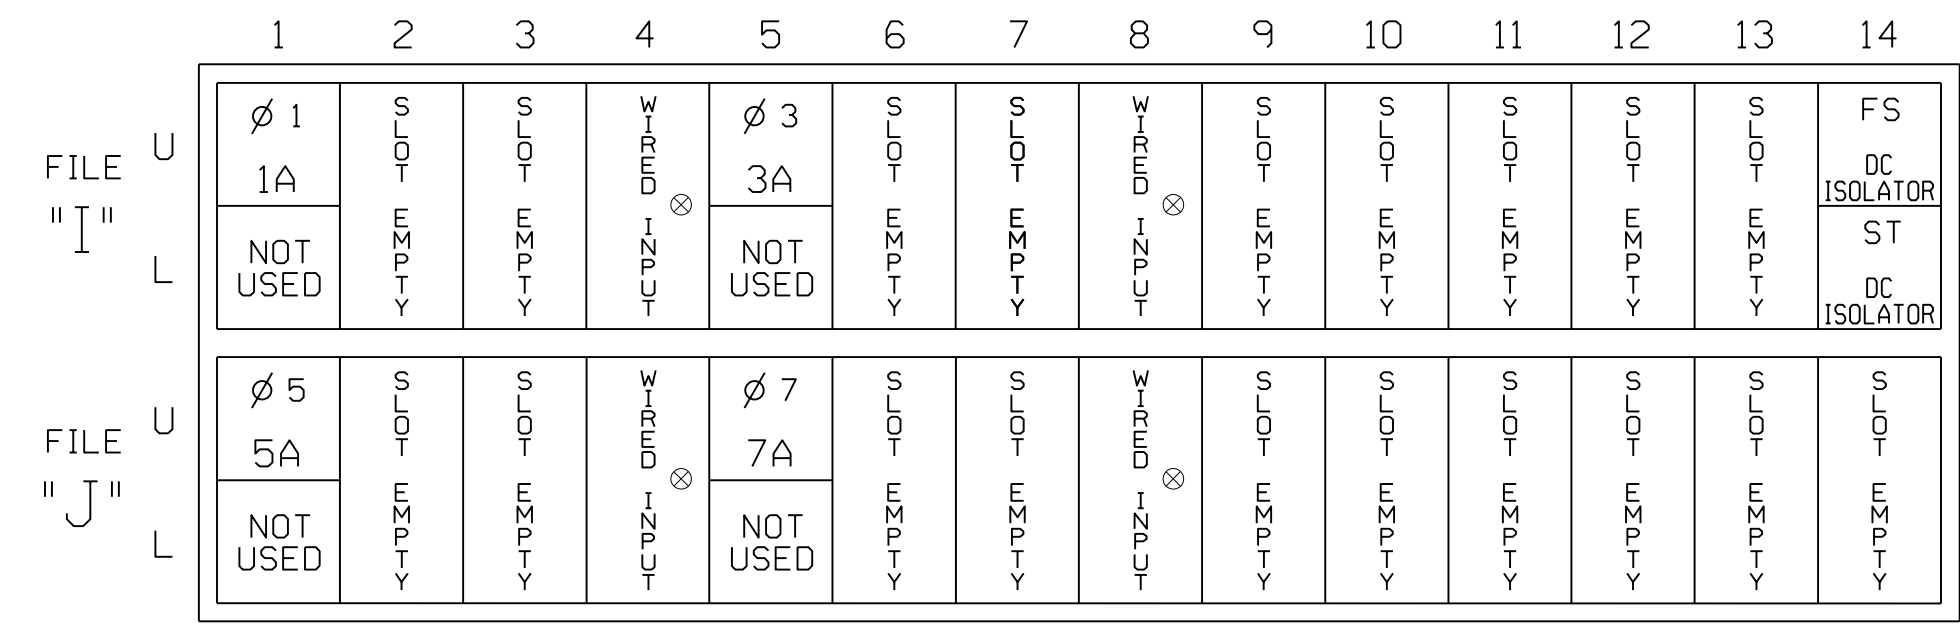 1 2 3 4 5 6 7 8 9 10 11 12 13 14
FILE
"I"
U
L
Ø 1
1A
NOT
USED
SLOT EMPTY
SLOT EMPTY
WIRED INPUT
Ø 3
3A
NOT
USED
SLOT EMPTY
SLOT EMPTY
WIRED INPUT
SLOT EMPTY
SLOT EMPTY
SLOT EMPTY
SLOT EMPTY
SLOT EMPTY
FS
DC
ISOLATOR
ST
DC
ISOLATOR
FILE
"J"
U
L
Ø 5
5A
NOT
USED
SLOT EMPTY
SLOT EMPTY
WIRED INPUT
Ø 7
7A
NOT
USED
SLOT EMPTY
SLOT EMPTY
WIRED INPUT
SLOT EMPTY
SLOT EMPTY
SLOT EMPTY
SLOT EMPTY
SLOT EMPTY
SLOT EMPTY